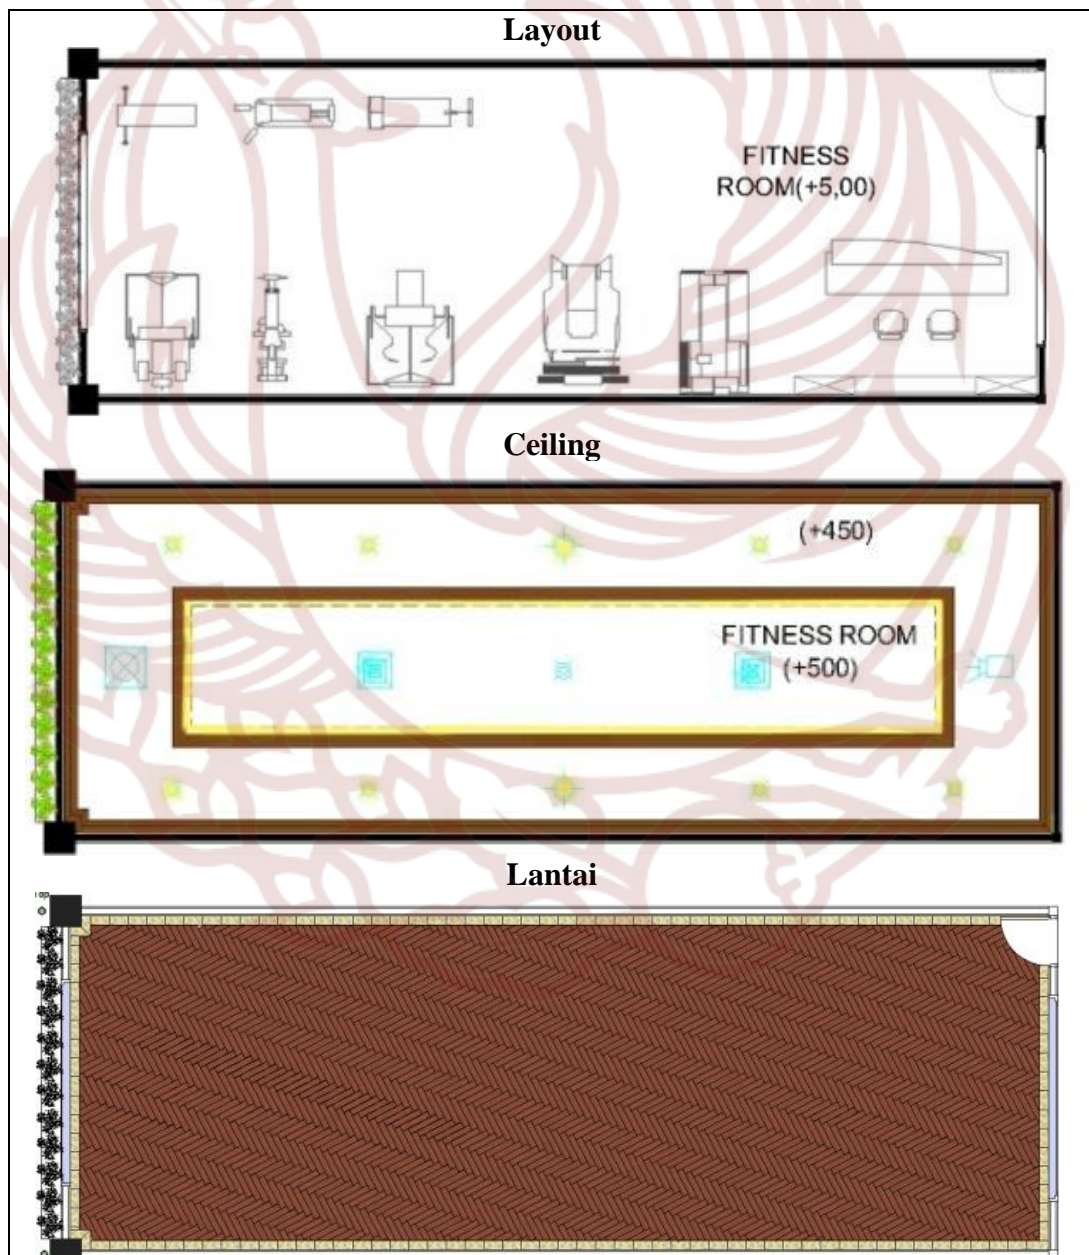 Layout
FITNESS
ROOM(+5,00)
Ceiling
(+450)
FITNESS ROOM
(+500)
Lantai